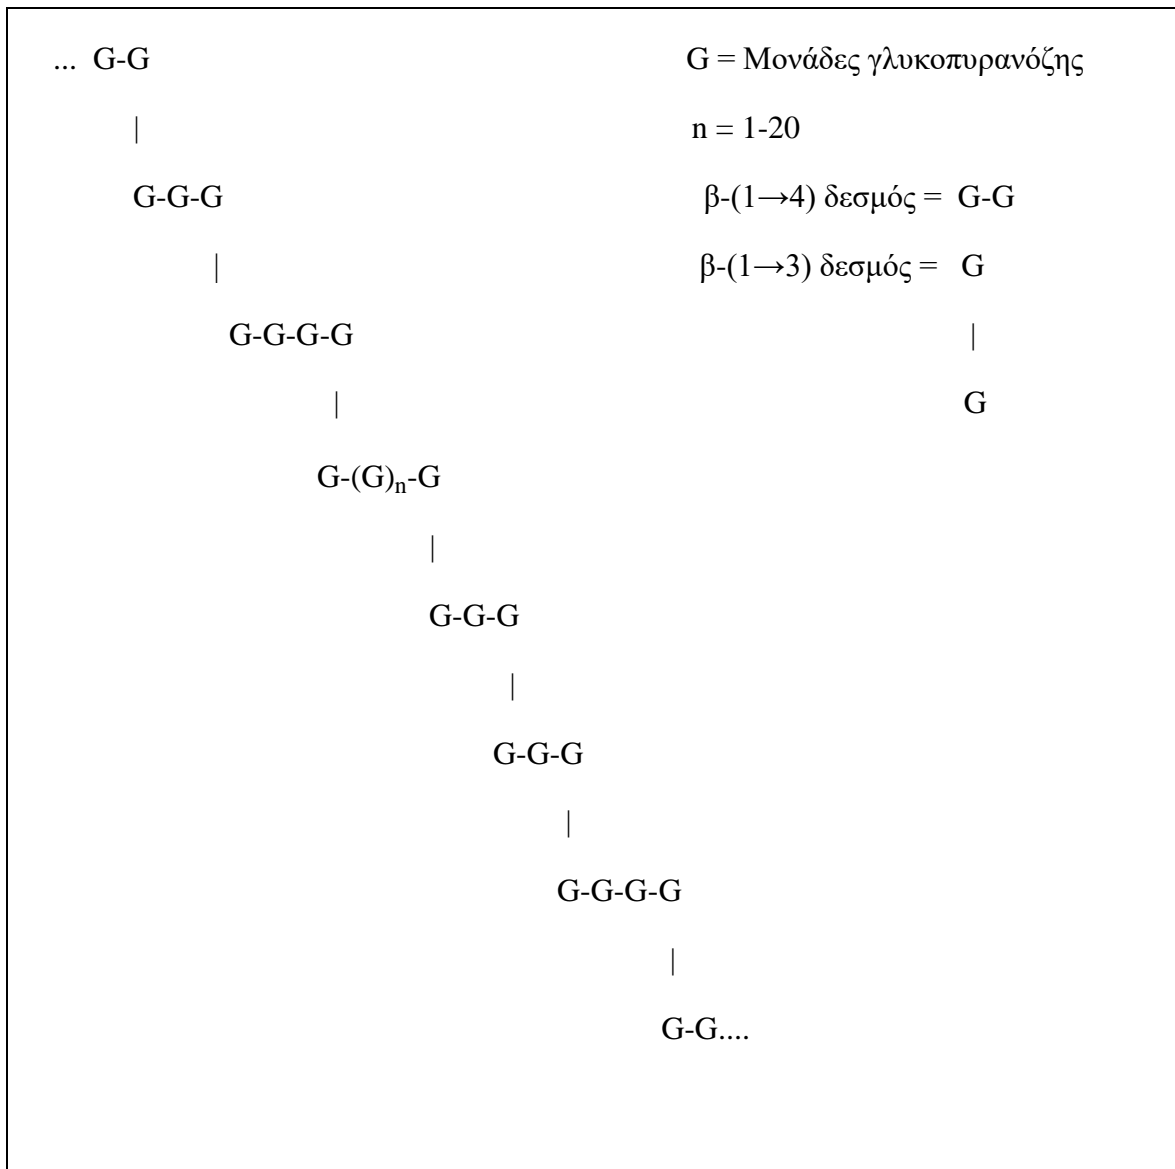 ... G-G G = Μονάδες γλυκοπυρανόζης
| n = 1-20
G-G-G β-(1→4) δεσμός = G-G
| β-(1→3) δεσμός = G
G-G-G-G |
| G
G-(G)n-G
|
G-G-G
|
G-G-G
|
G-G-G-G
|
G-G....